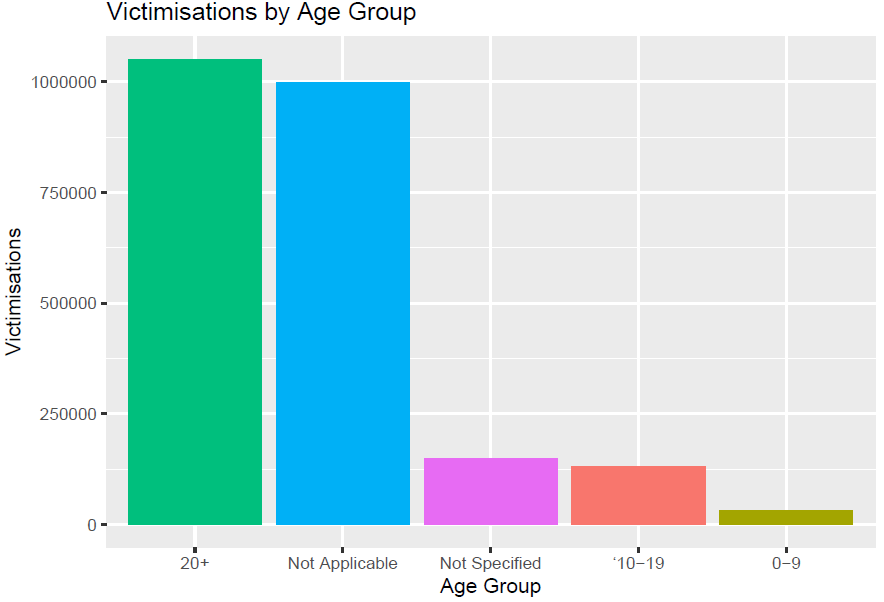 Victimisations by Age Group
Victimisations
1000000
750000
500000
250000
0
20+
Not Applicable
Not Specified
‘10−19
0−9
Age Group